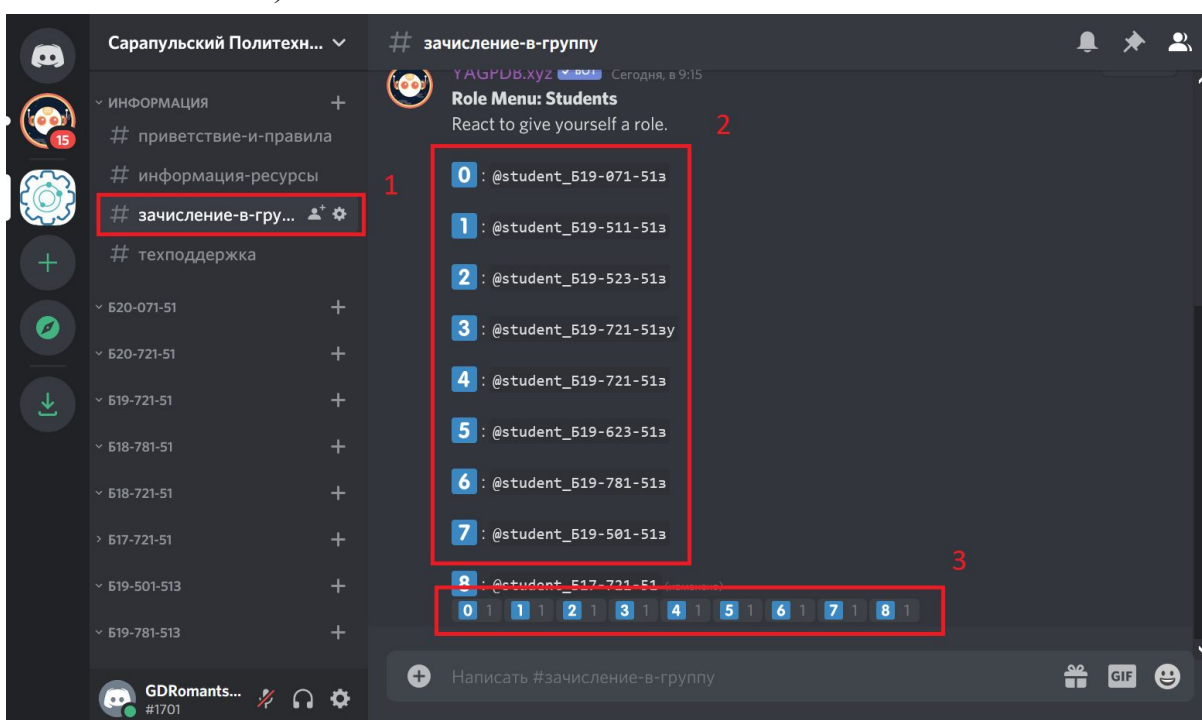 Сарапульский Политехн...
15
ИНФОРМАЦИЯ
# приветствие-и-правила
# информация-ресурсы
# зачисление-в-гру...
# техподдержка
Б20-071-51
Б20-721-51
Б19-721-51
Б18-781-51
Б18-721-51
Б17-721-51
Б19-501-513
Б19-781-513
GDRomants...
#1701
1
# зачисление-в-группу
YAGPDB.xyz БОТ Сегодня, в 9:15
Role Menu: Students
React to give yourself a role.
2
0 : @student_Б19-071-51з
1 : @student_Б19-511-51з
2 : @student_Б19-523-51з
3 : @student_Б19-721-51зу
4 : @student_Б19-721-51з
5 : @student_Б19-623-51з
6 : @student_Б19-781-51з
7 : @student_Б19-501-51з
8 : @student_Б17-721-51 (изменено)
3
0 1 1 1 2 1 3 1 4 1 5 1 6 1 7 1 8 1
Написать #зачисление-в-группу
GIF